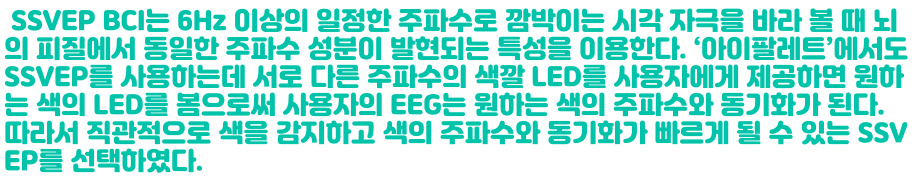 SSVEP BCI는 6Hz 이상의 일정한 주파수로 깜박이는 시각 자극을 바라 볼 때 뇌
의 피질에서 동일한 주파수 성분이 발현되는 특성을 이용한다. ‘아이팔레트’에서도
SSVEP를 사용하는데 서로 다른 주파수의 색깔 LED를 사용자에게 제공하면 원하
는 색의 LED를 봄으로써 사용자의 EEG는 원하는 색의 주파수와 동기화가 된다.
따라서 직관적으로 색을 감지하고 색의 주파수와 동기화가 빠르게 될 수 있는 SSV
EP를 선택하였다.